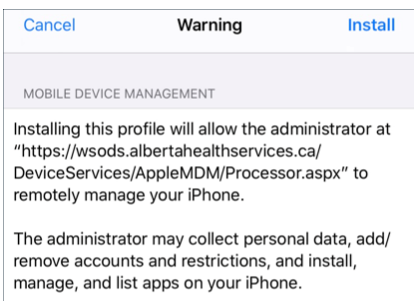 Cancel Warning Install
MOBILE DEVICE MANAGEMENT
Installing this profile will allow the administrator at
“https://wsods.albertahealthservices.ca/
DeviceServices/AppleMDM/Processor.aspx” to
remotely manage your iPhone.
The administrator may collect personal data, add/
remove accounts and restrictions, and install,
manage, and list apps on your iPhone.